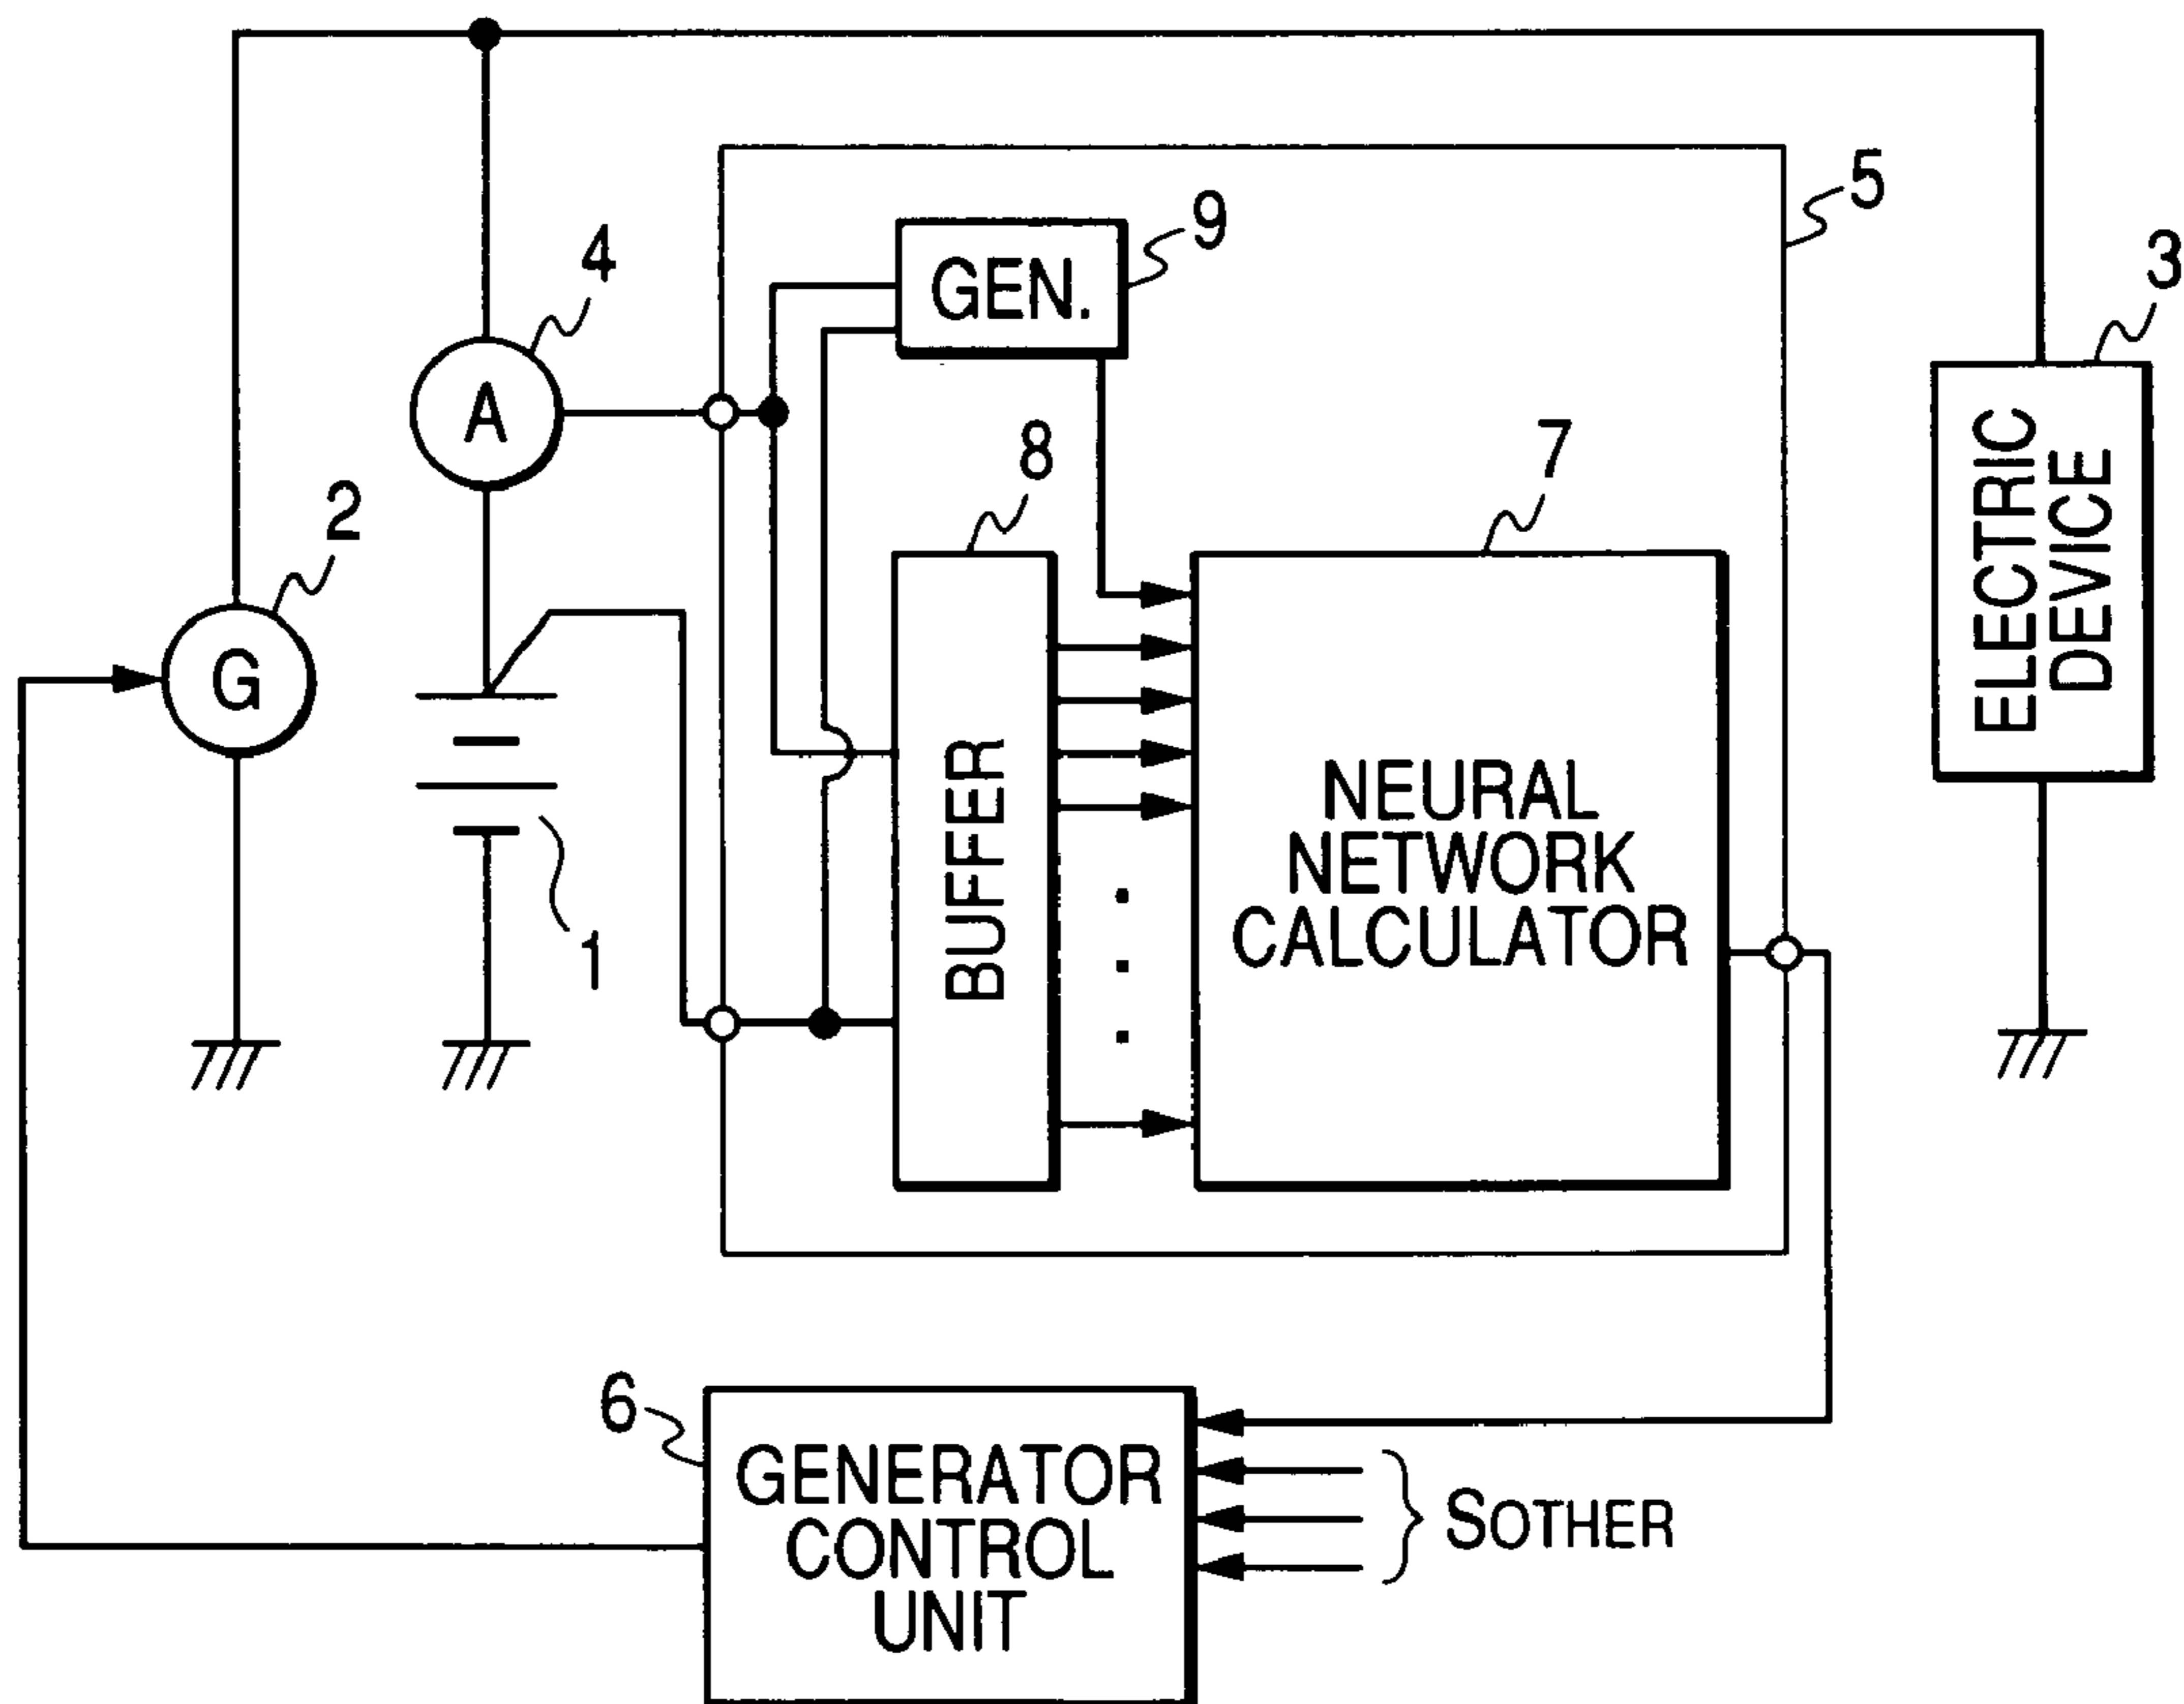 5
9
GEN.
4
3
A
8
7
2
ELECTRIC
DEVICE
G
BUFFER
NEURAL
NETWORK
CALCULATOR
1
6
GENERATOR
CONTROL
UNIT
SOTHER